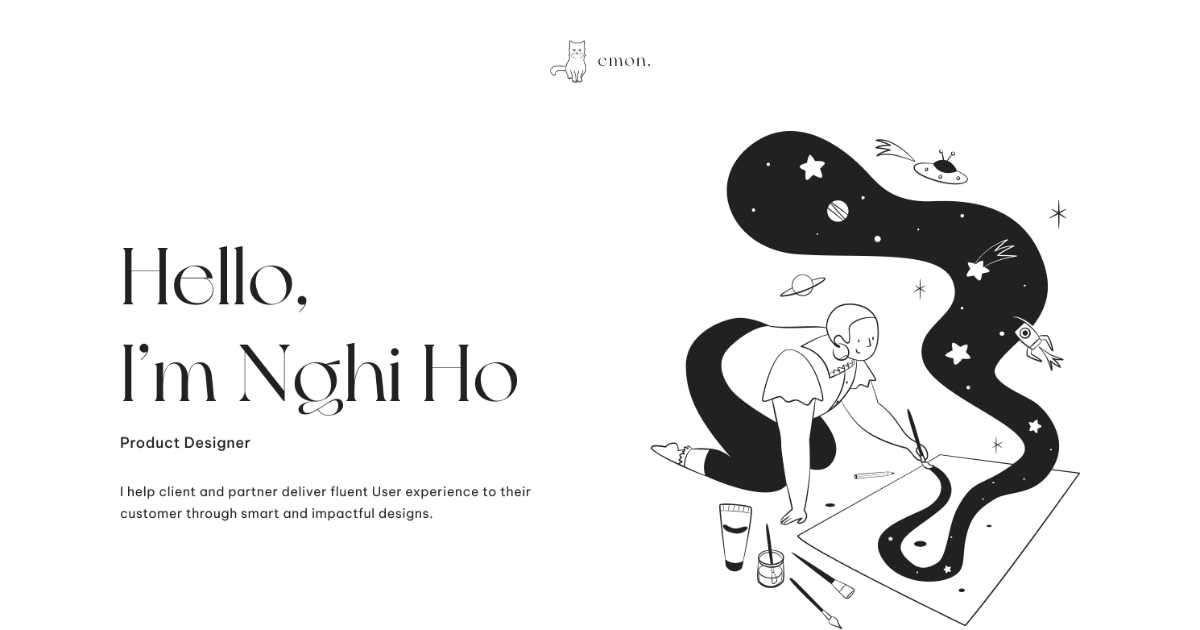 emon.
Hello,
I’m Nghi Ho
Product Designer
I help client and partner deliver fluent User experience to their
customer through smart and impactful designs.